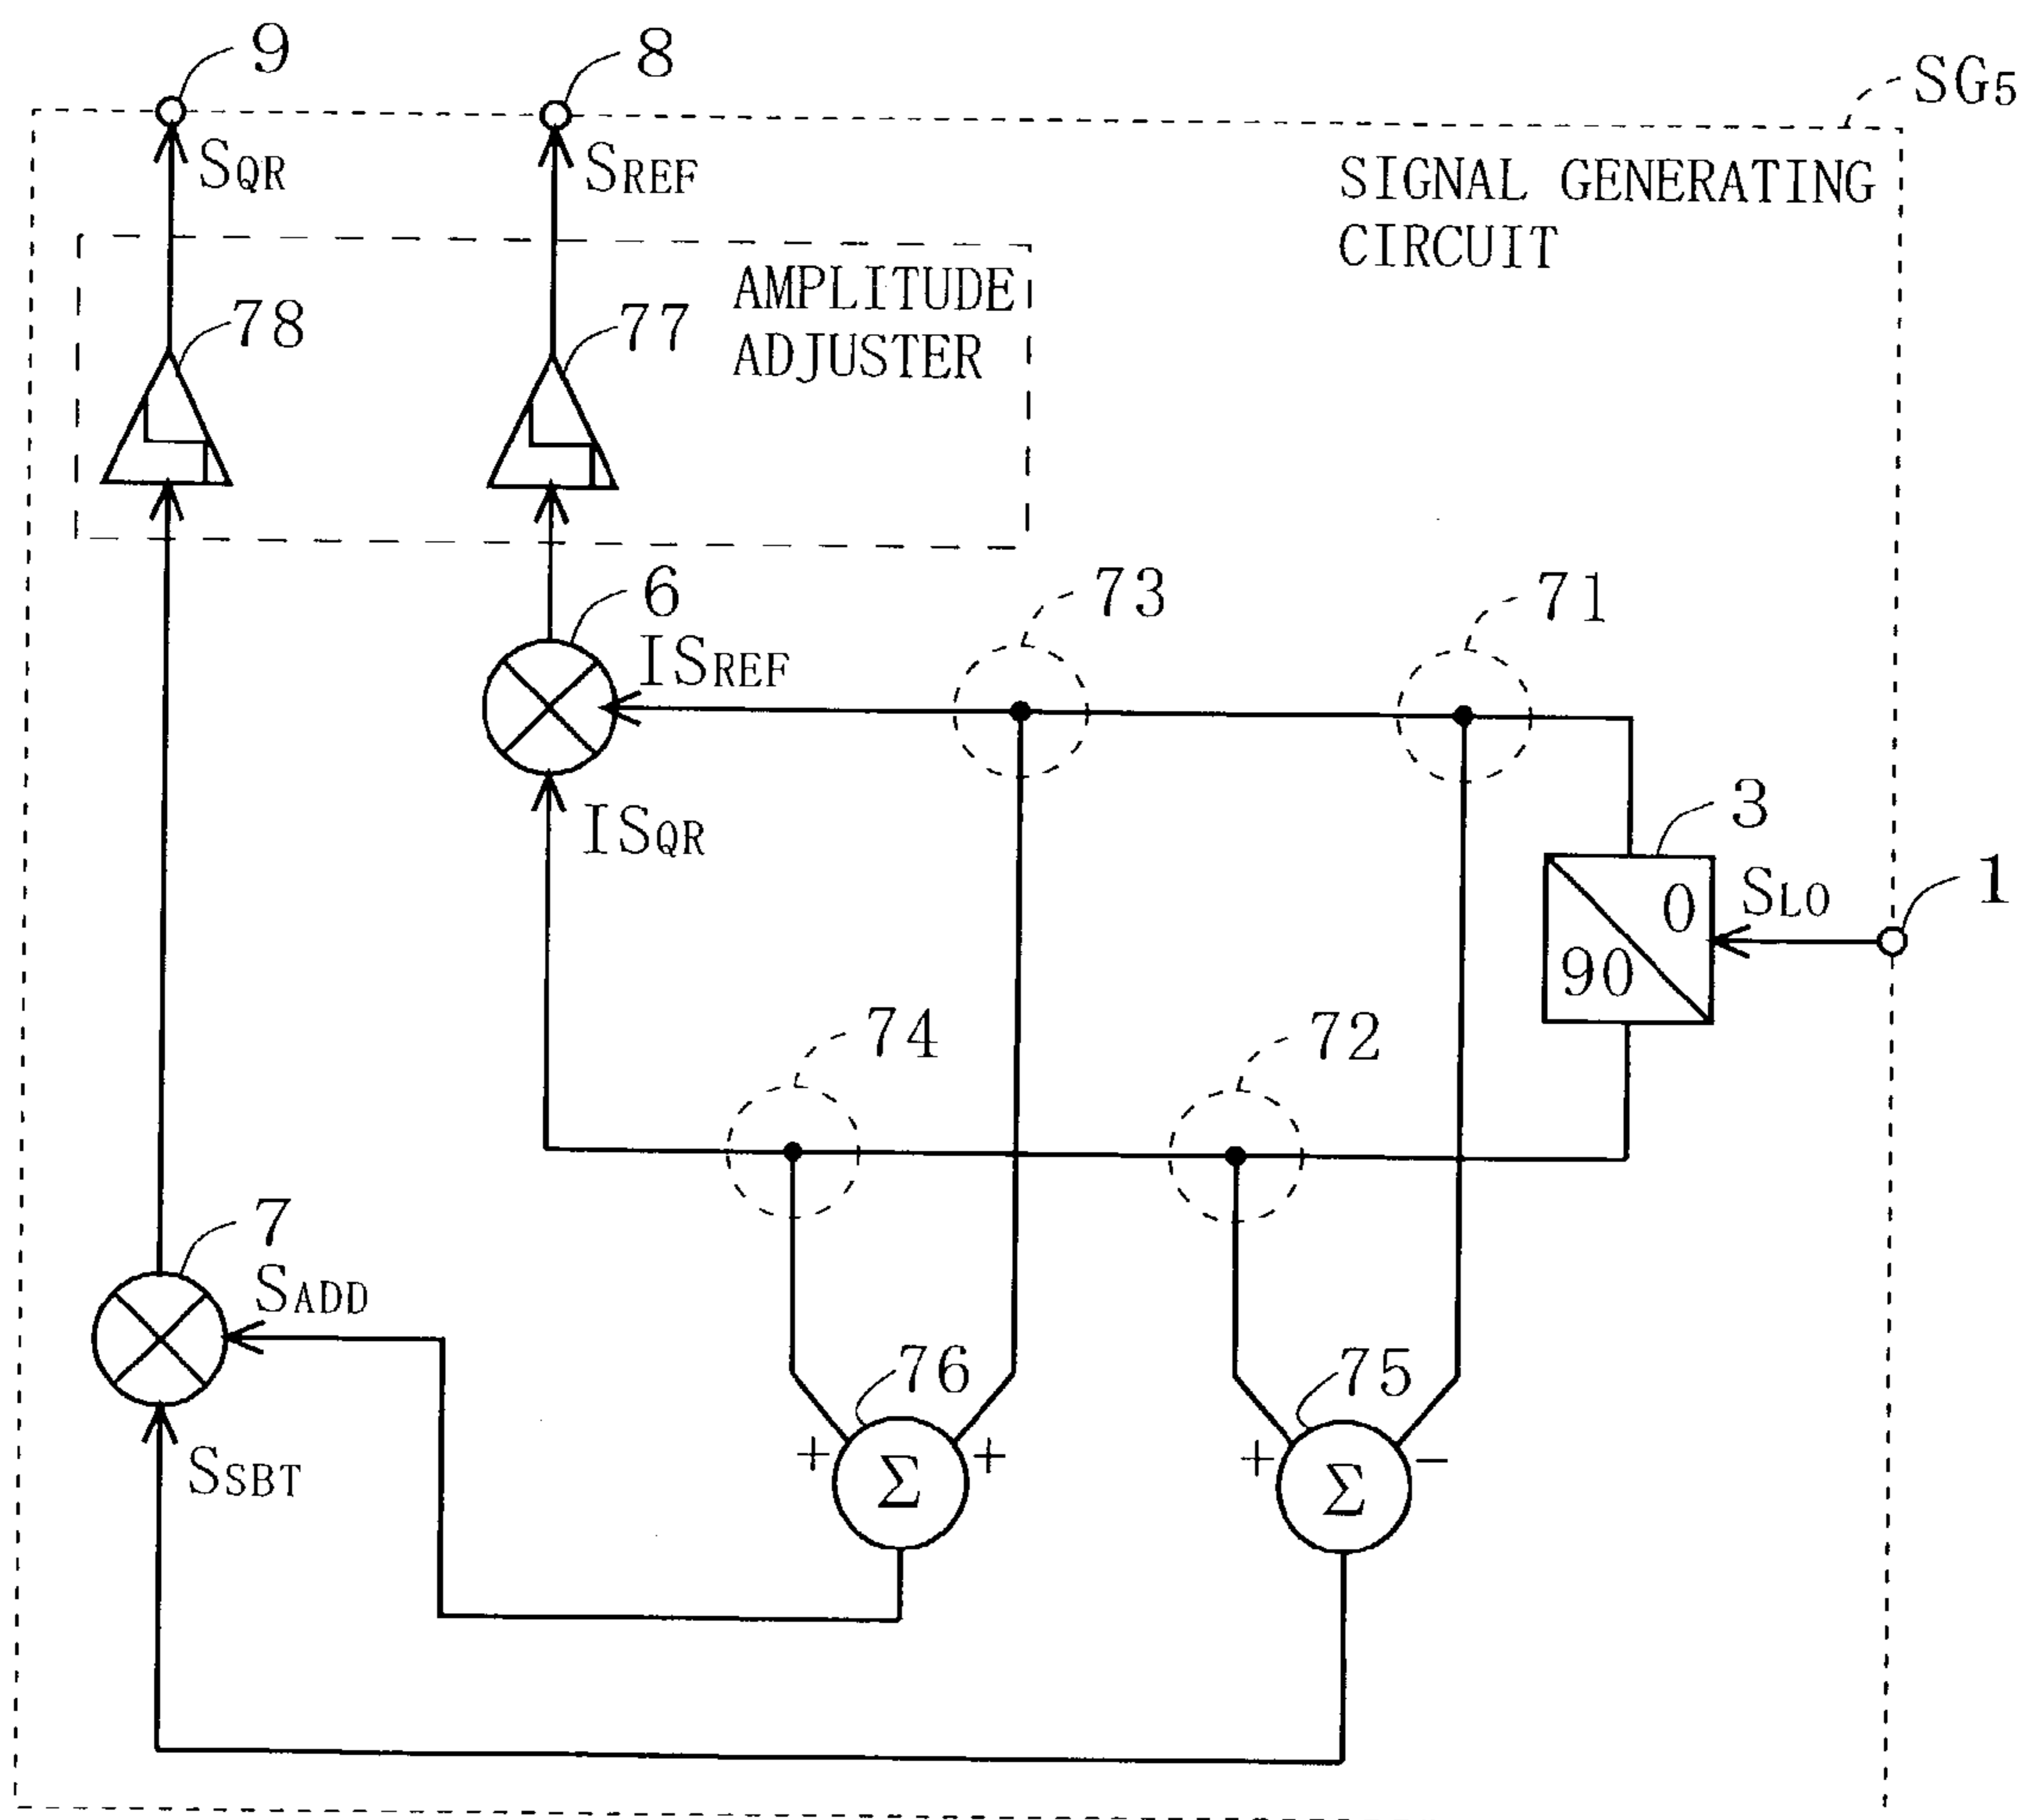 9
8
SG5
SQR
SREF
SIGNAL GENERATING
CIRCUIT
AMPLITUDE
ADJUSTER
78
77
6
73
71
ISREF
ISQR
3
0
90
SLO
1
74
72
7
SADD
76
75
SSBT
+
Σ
+
+
Σ
−